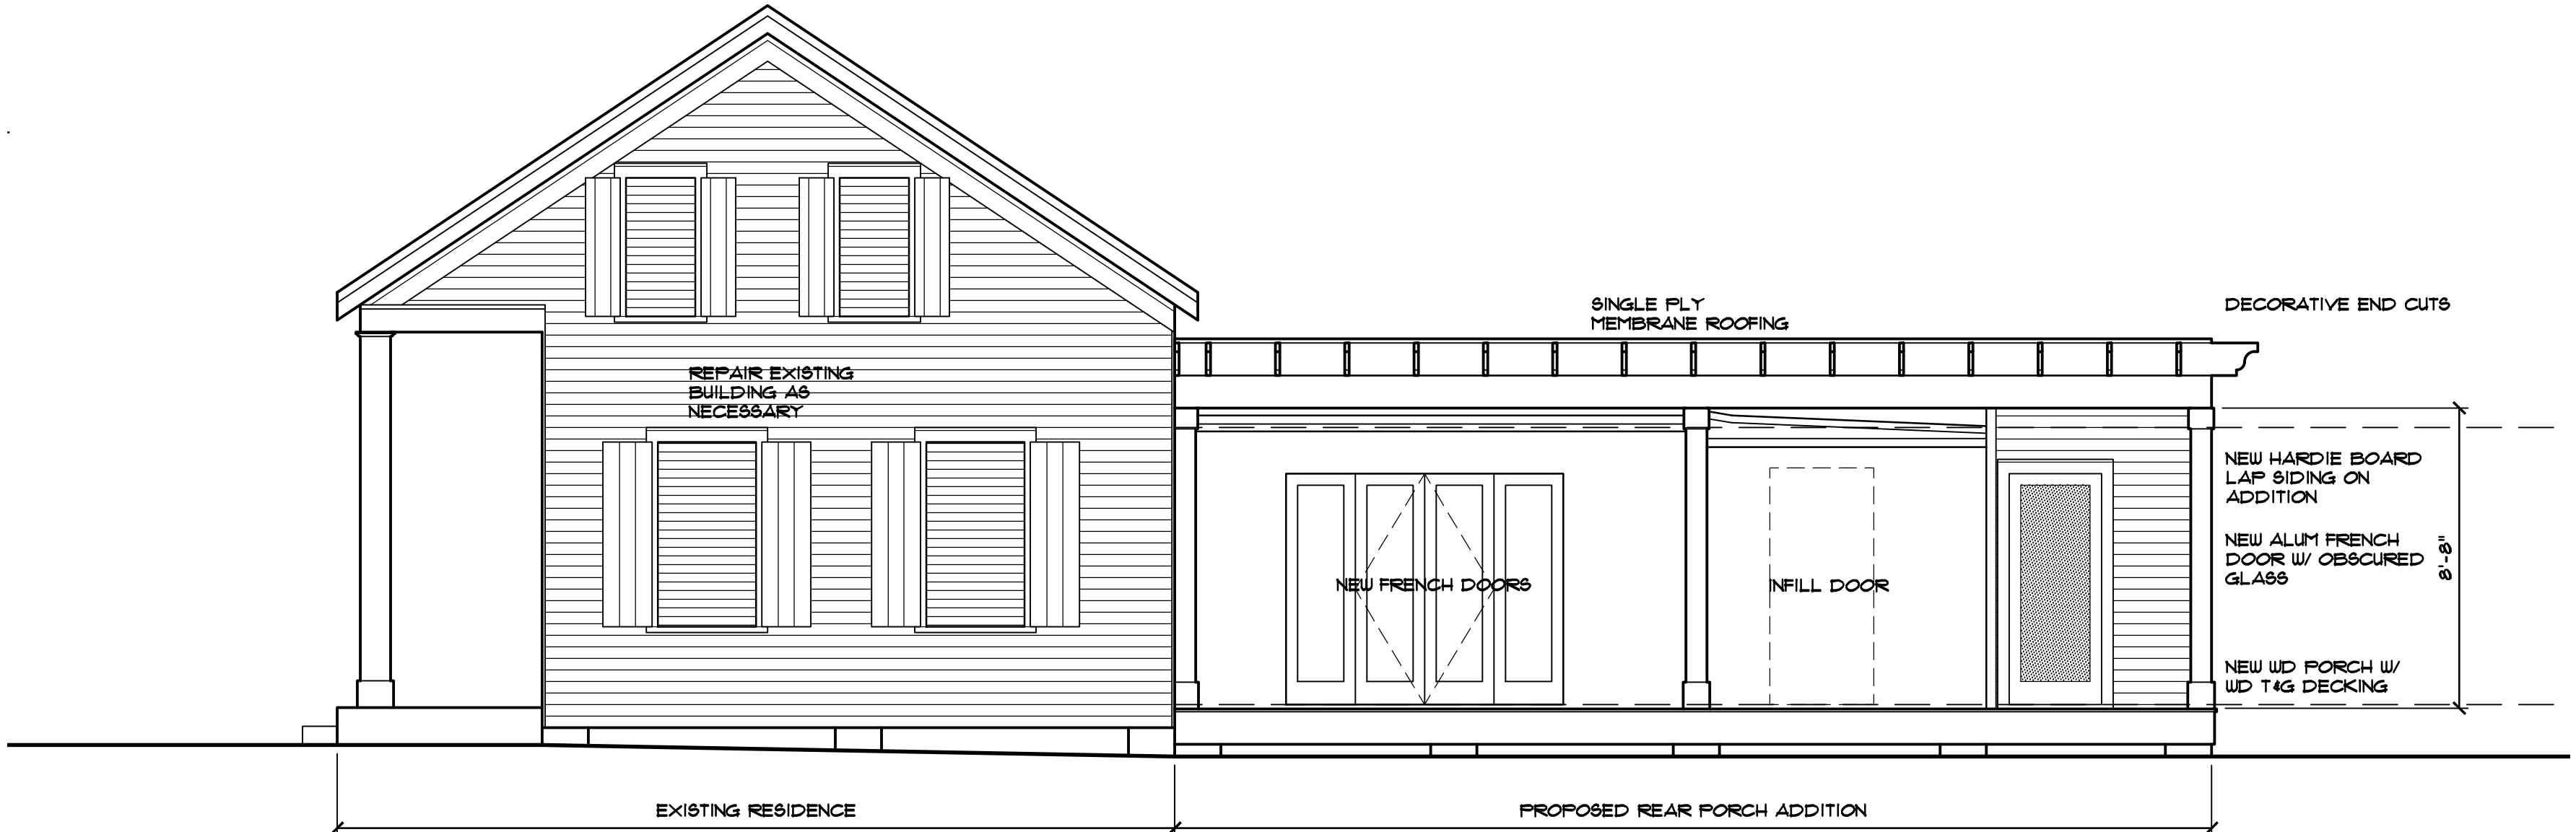 SINGLE PLY
MEMBRANE ROOFING
DECORATIVE END CUTS
REPAIR EXISTING
BUILDING AS
NECESSARY
NEW HARDIE BOARD
LAP SIDING ON
ADDITION
NEW ALUM FRENCH
DOOR W/ OBSCURED
GLASS
8'-8"
NEW FRENCH DOORS
INFILL DOOR
NEW WD PORCH W/
WD T&G DECKING
EXISTING RESIDENCE
PROPOSED REAR PORCH ADDITION